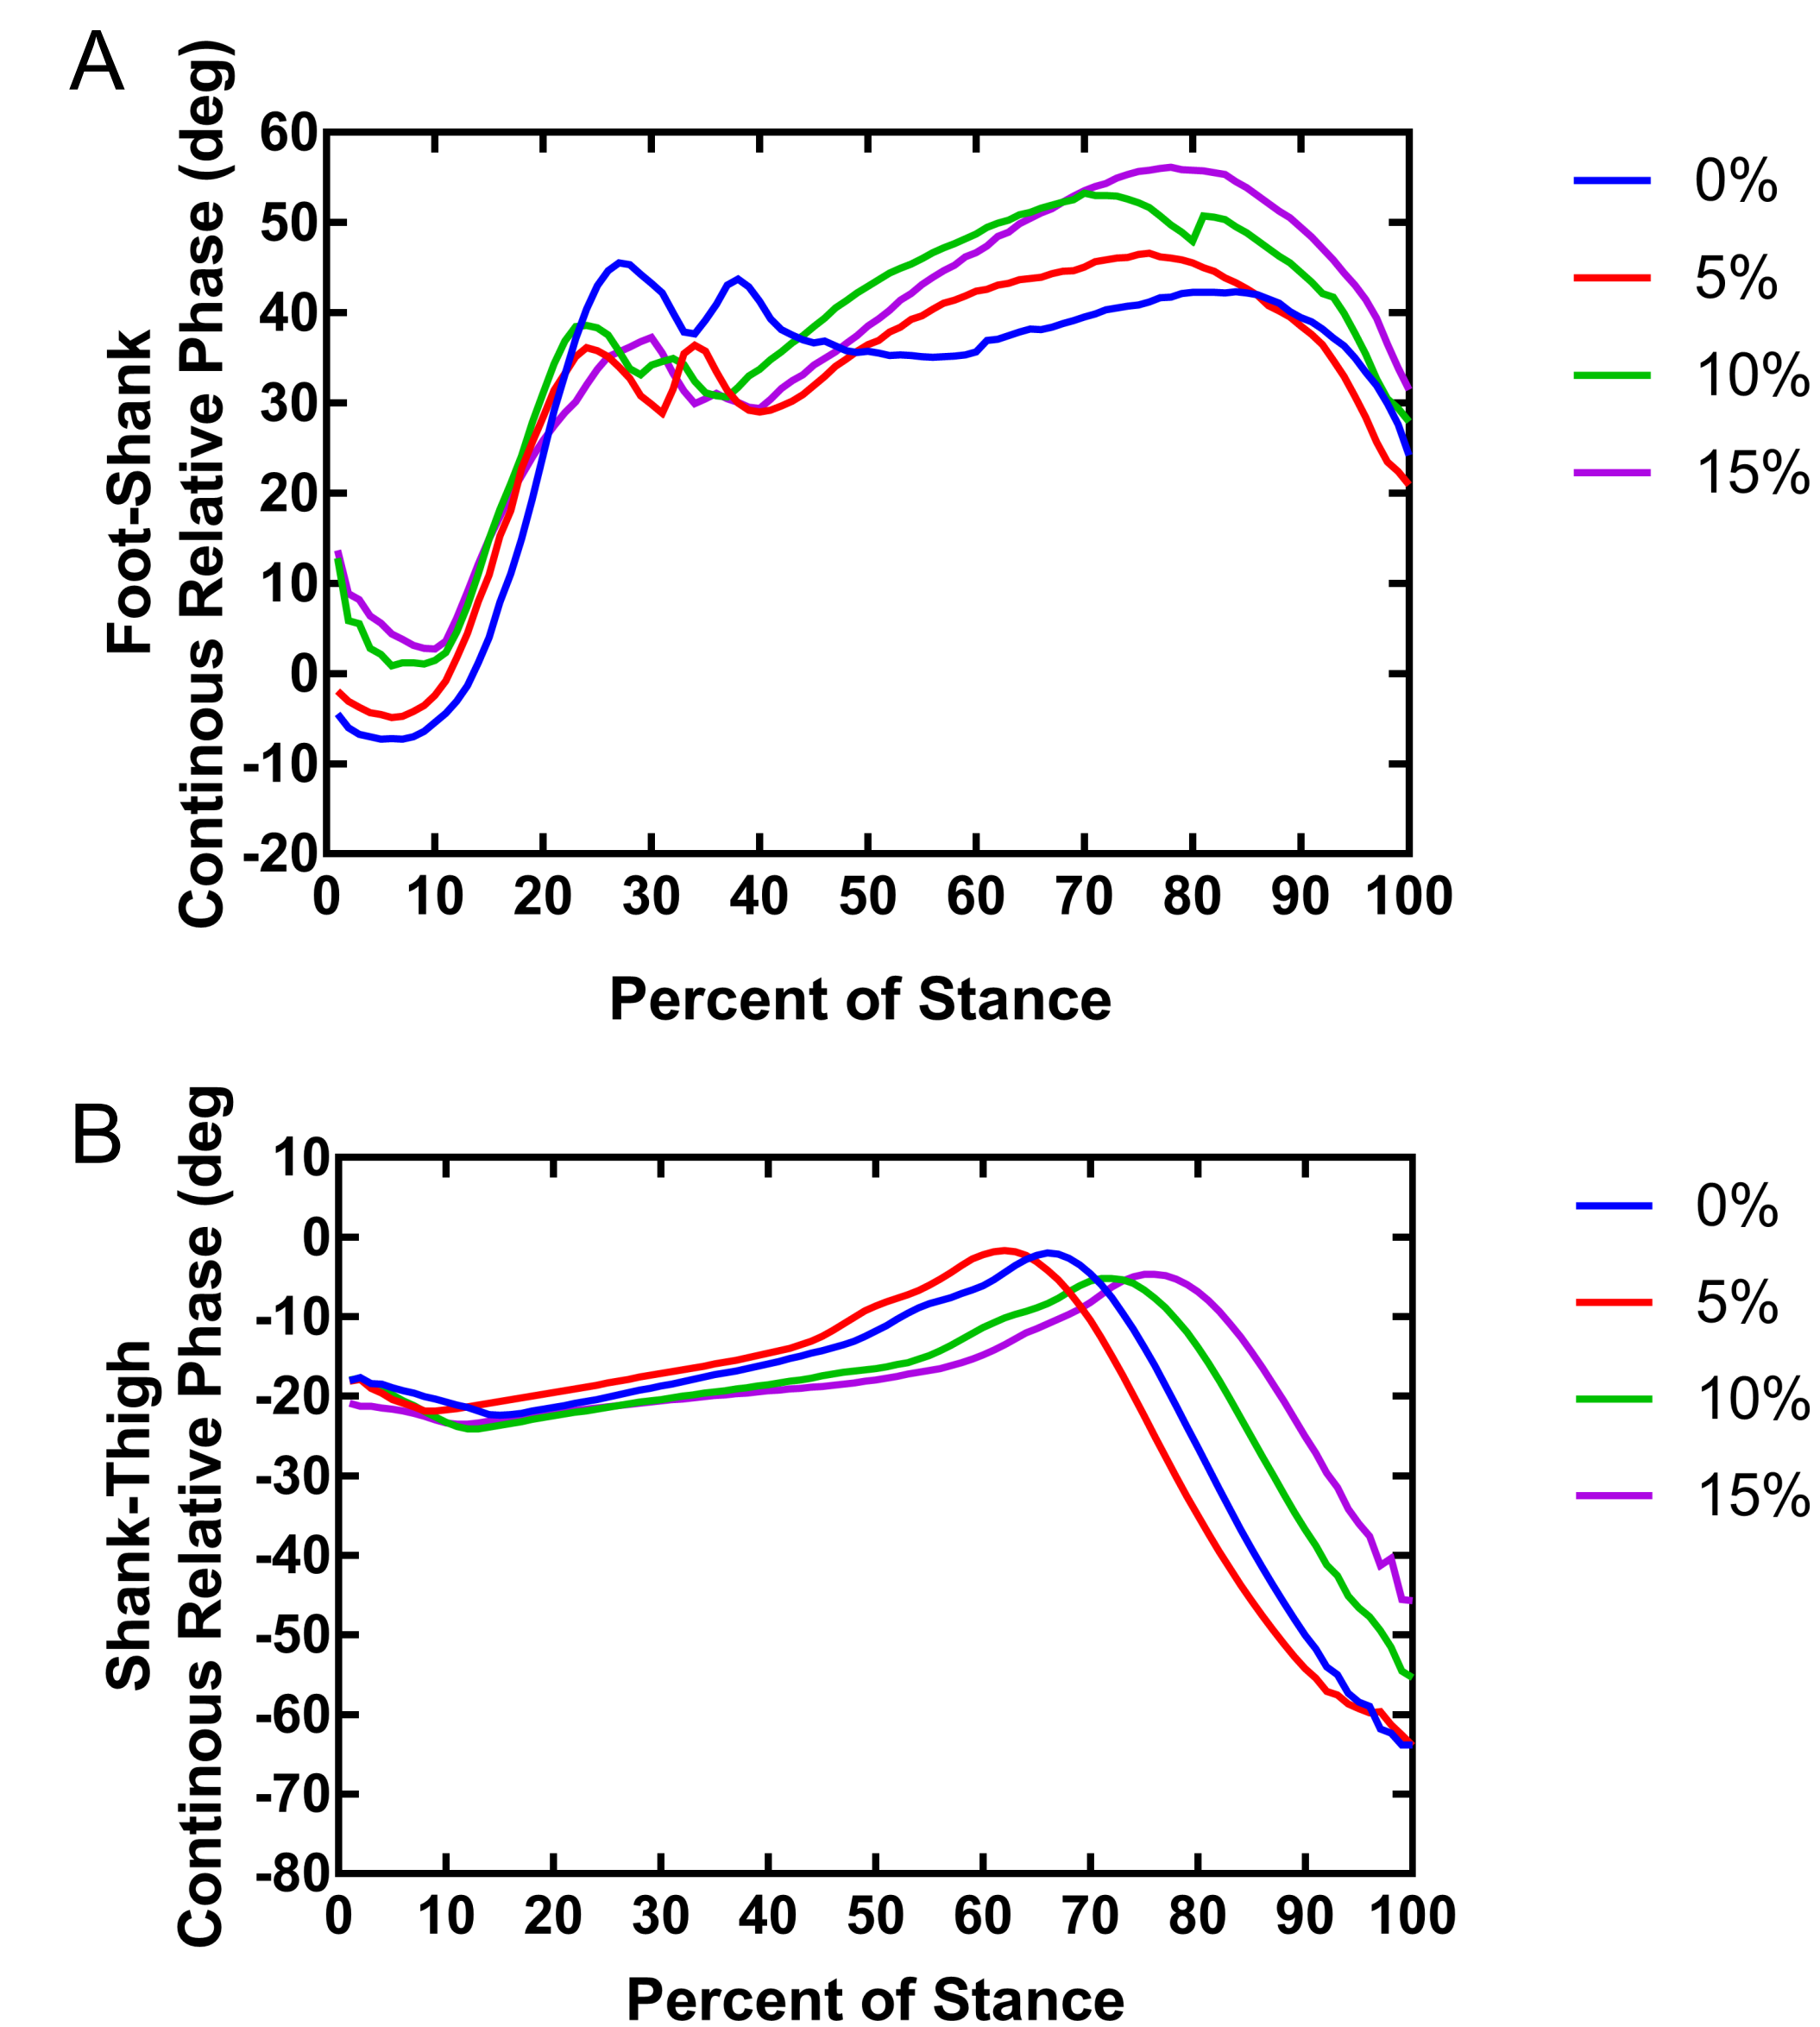 A
Foot-Shank
Continous Relative Phase (deg)
60
50
40
30
20
10
0
-10
-20
0 10 20 30 40 50 60 70 80 90 100
Percent of Stance
0%
5%
10%
15%
B
Shank-Thigh
Continous Relative Phase (deg
10
0
-10
-20
-30
-40
-50
-60
-70
-80
0 10 20 30 40 50 60 70 80 90 100
Percent of Stance
0%
5%
10%
15%